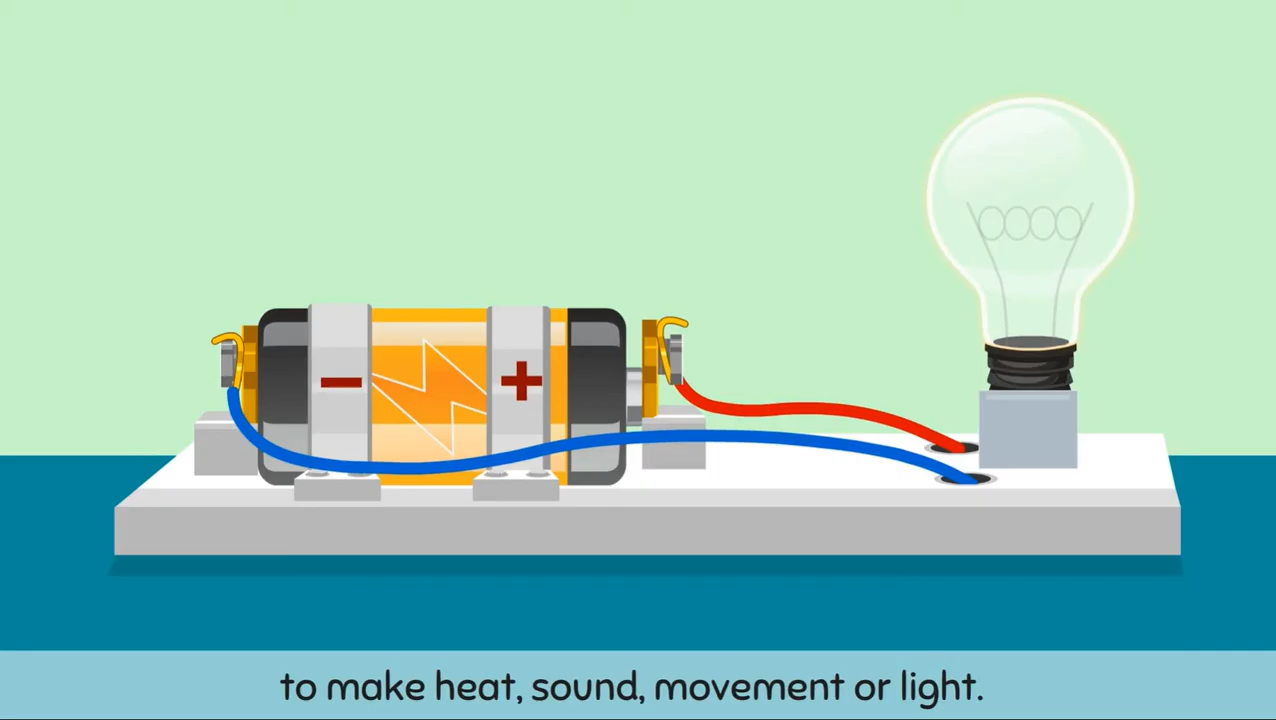 − +
to make heat, sound, movement or light.